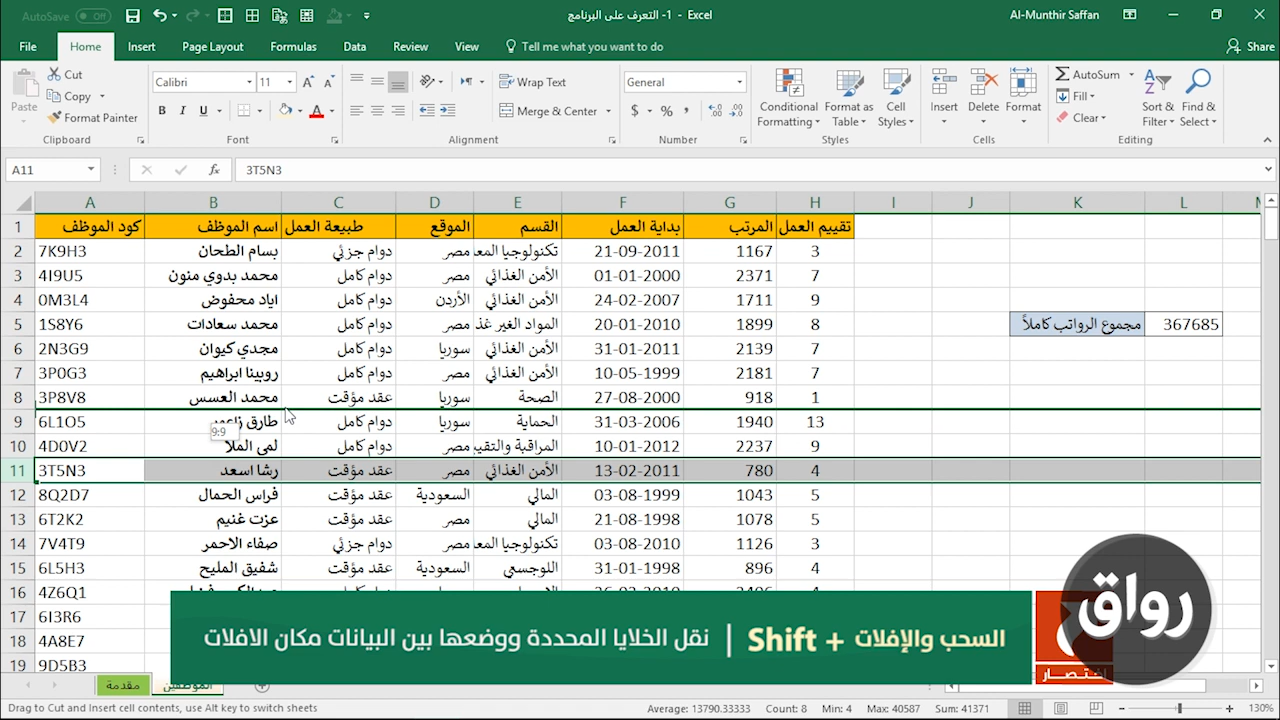 AutoSave Off
1- التعرف على البرنامج - Excel
Al-Munthir Saffan
File Home Insert Page Layout Formulas Data Review View Tell me what you want to do Share
Paste Cut Copy Format Painter
Calibri 11
B I U A
Wrap Text
Merge & Center
General
$ % ,
Conditional Formatting Format as Table Cell Styles
Insert Delete Format
AutoSum Fill Clear
Sort & Filter Find & Select
Clipboard Font Alignment Number Styles Cells Editing
A11 fx 3T5N3
A B C D E F G H I J K L
1 كود الموظف اسم الموظف طبيعة العمل الموقع القسم بداية العمل المرتب تقييم العمل
2 7K9H3 بسام الطحان دوام جزئي مصر تكنولوجيا المع 21-09-2011 1167 3
3 4I9U5 محمد بدوي منون دوام كامل مصر الأمن الغذائي 01-01-2000 2371 7
4 0M3L4 اياد محفوض دوام كامل الأردن الأمن الغذائي 24-02-2007 1711 9
5 1S8Y6 محمد سعادات دوام كامل مصر المواد الغير غذ 20-01-2010 1899 8 مجموع الرواتب كاملاً 367685
6 2N3G9 مجدي كيوان دوام كامل سوريا الأمن الغذائي 31-01-2011 2139 7
7 3P0G3 روبينا ابراهيم دوام كامل مصر الأمن الغذائي 10-05-1999 2181 7
8 3P8V8 محمد العسس عقد مؤقت سوريا الصحة 27-08-2000 918 1
9 6L1O5 طارق زاعور دوام كامل سوريا الحماية 31-03-2006 1940 13
9:9
10 4D0V2 لمى الملا دوام كامل مصر المراقبة والتقيي 10-01-2012 2237 9
11 3T5N3 رشا اسعد عقد مؤقت مصر الأمن الغذائي 13-02-2011 780 4
12 8Q2D7 فراس الحمال عقد مؤقت السعودية المالي 03-08-1999 1043 5
13 6T2K2 عزت غنيم عقد مؤقت مصر المالي 21-08-1998 1078 5
14 7V4T9 صفاء الاحمر دوام جزئي مصر تكنولوجيا المع 03-08-2010 1126 3
15 6L5H3 شفيق المليح عقد مؤقت السعودية اللوجستي 31-01-1998 896 4
16 4Z6Q1
17 6I3R6
18 4A8E7
19 9D5B3
السحب والإفلات + Shift | نقل الخلايا المحددة ووضعها بين البيانات مكان الافلات
رواق
مقدمة الموظفين
Drag to Cut and Insert cell contents, use Alt key to switch sheets
Average: 13790.33333 Count: 8 Min: 4 Max: 40587 Sum: 41371
130%